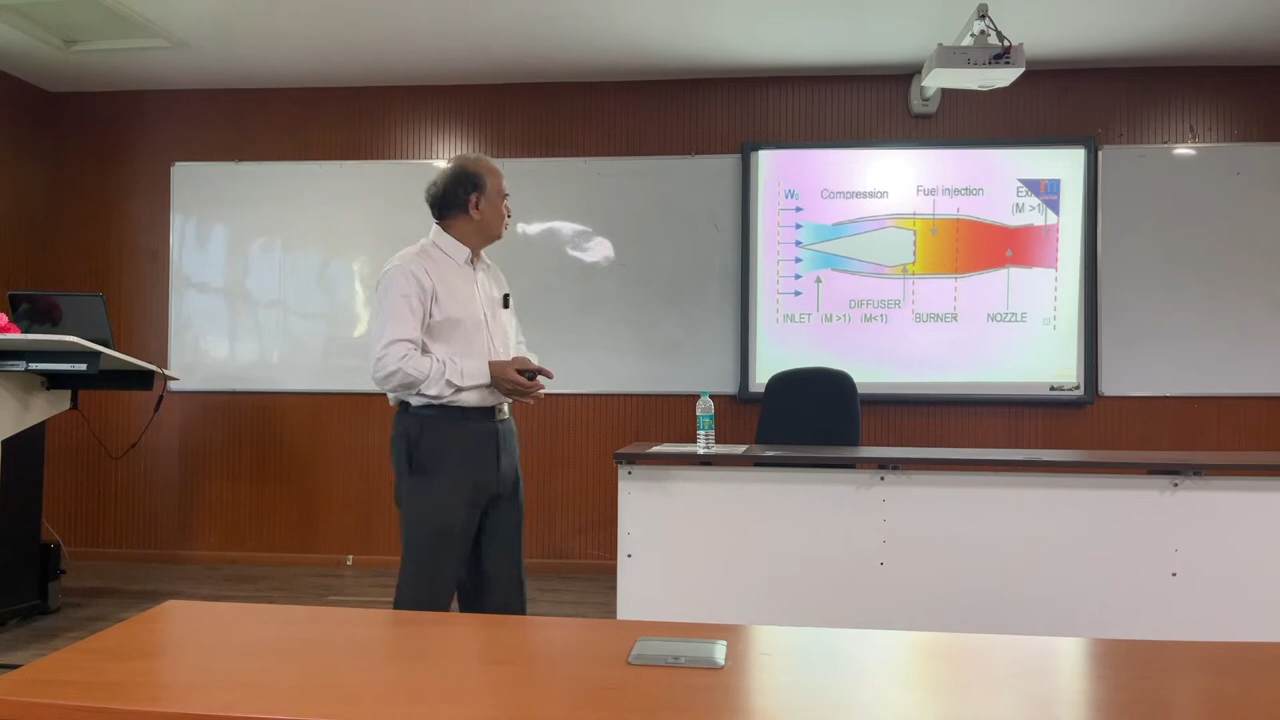 W₀ Compression Fuel injection
(M >1)
DIFFUSER
INLET (M >1) (M<1) BURNER NOZZLE